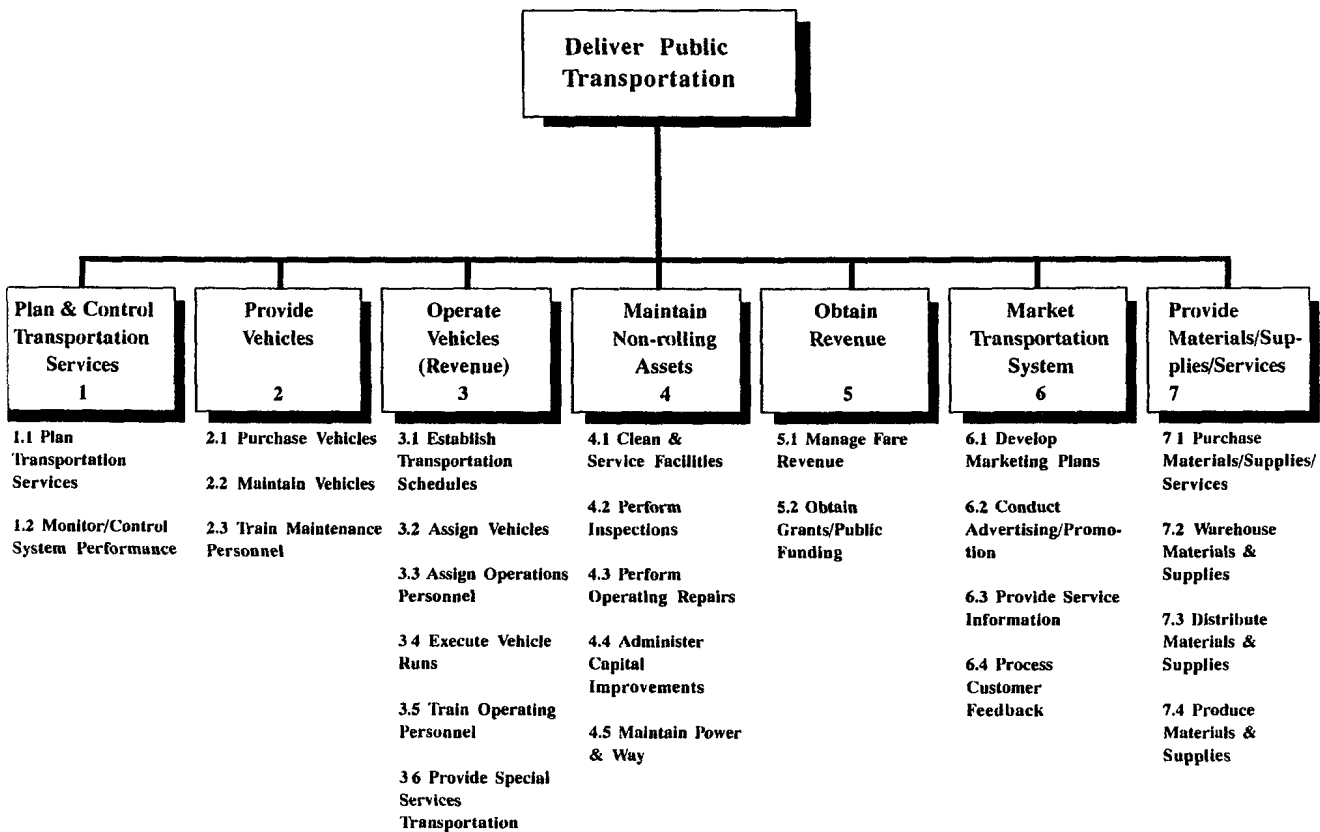 Deliver Public
Transportation
Plan & Control
Transportation
Services
1
Provide
Vehicles
2
Operate
Vehicles
(Revenue)
3
Maintain
Non-rolling
Assets
4
Obtain
Revenue
5
Market
Transportation
System
6
Provide
Materials/Sup-
plies/Services
7
1.1 Plan
Transportation
Services
1.2 Monitor/Control
System Performance
2.1 Purchase Vehicles
2.2 Maintain Vehicles
2.3 Train Maintenance
Personnel
3.1 Establish
Transportation
Schedules
3.2 Assign Vehicles
3.3 Assign Operations
Personnel
3 4 Execute Vehicle
Runs
3.5 Train Operating
Personnel
3 6 Provide Special
Services
Transportation
4.1 Clean &
Service Facilities
4.2 Perform
Inspections
4.3 Perform
Operating Repairs
4.4 Administer
Capital
Improvements
4.5 Maintain Power
& Way
5.1 Manage Fare
Revenue
5.2 Obtain
Grants/Public
Funding
6.1 Develop
Marketing Plans
6.2 Conduct
Advertising/Promo-
tion
6.3 Provide Service
Information
6.4 Process
Customer
Feedback
7 1 Purchase
Materials/Supplies/
Services
7.2 Warehouse
Materials &
Supplies
7.3 Distribute
Materials &
Supplies
7.4 Produce
Materials &
Supplies